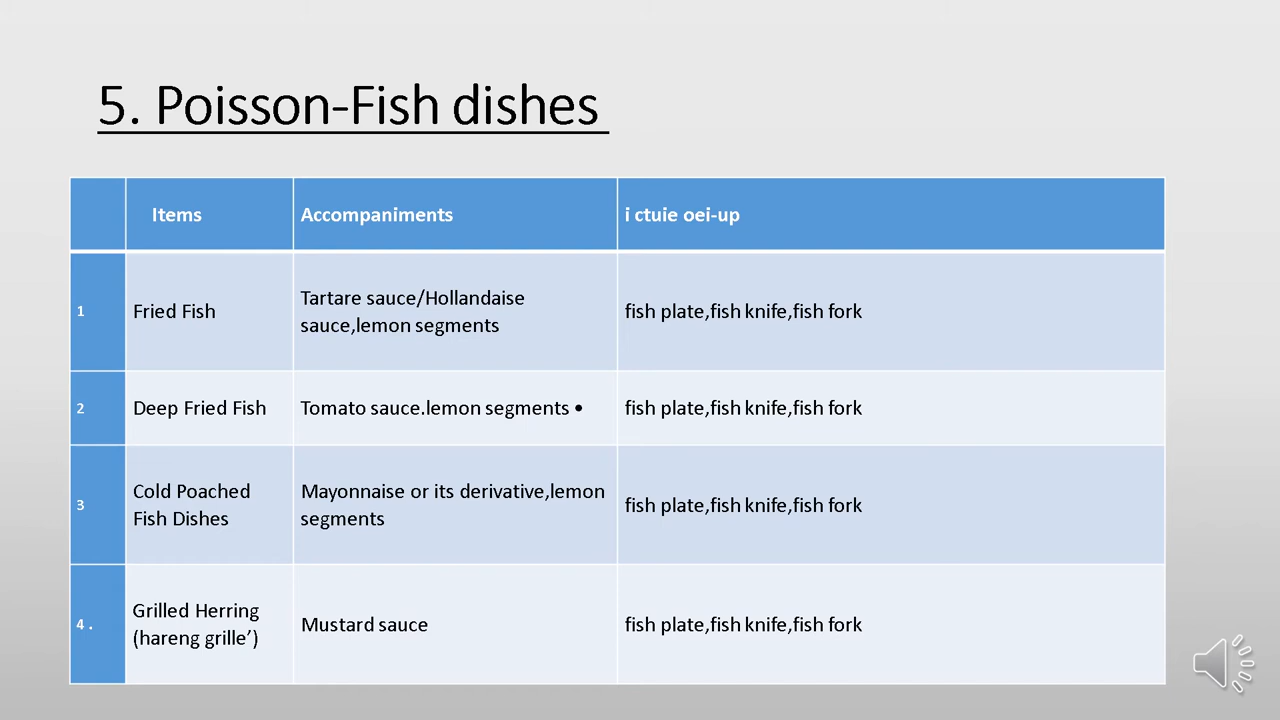 5. Poisson-Fish dishes
Items Accompaniments i ctuie oei-up
1 Fried Fish Tartare sauce/Hollandaise sauce,lemon segments fish plate,fish knife,fish fork
2 Deep Fried Fish Tomato sauce.lemon segments • fish plate,fish knife,fish fork
3 Cold Poached Fish Dishes Mayonnaise or its derivative,lemon segments fish plate,fish knife,fish fork
4 . Grilled Herring (hareng grille’) Mustard sauce fish plate,fish knife,fish fork